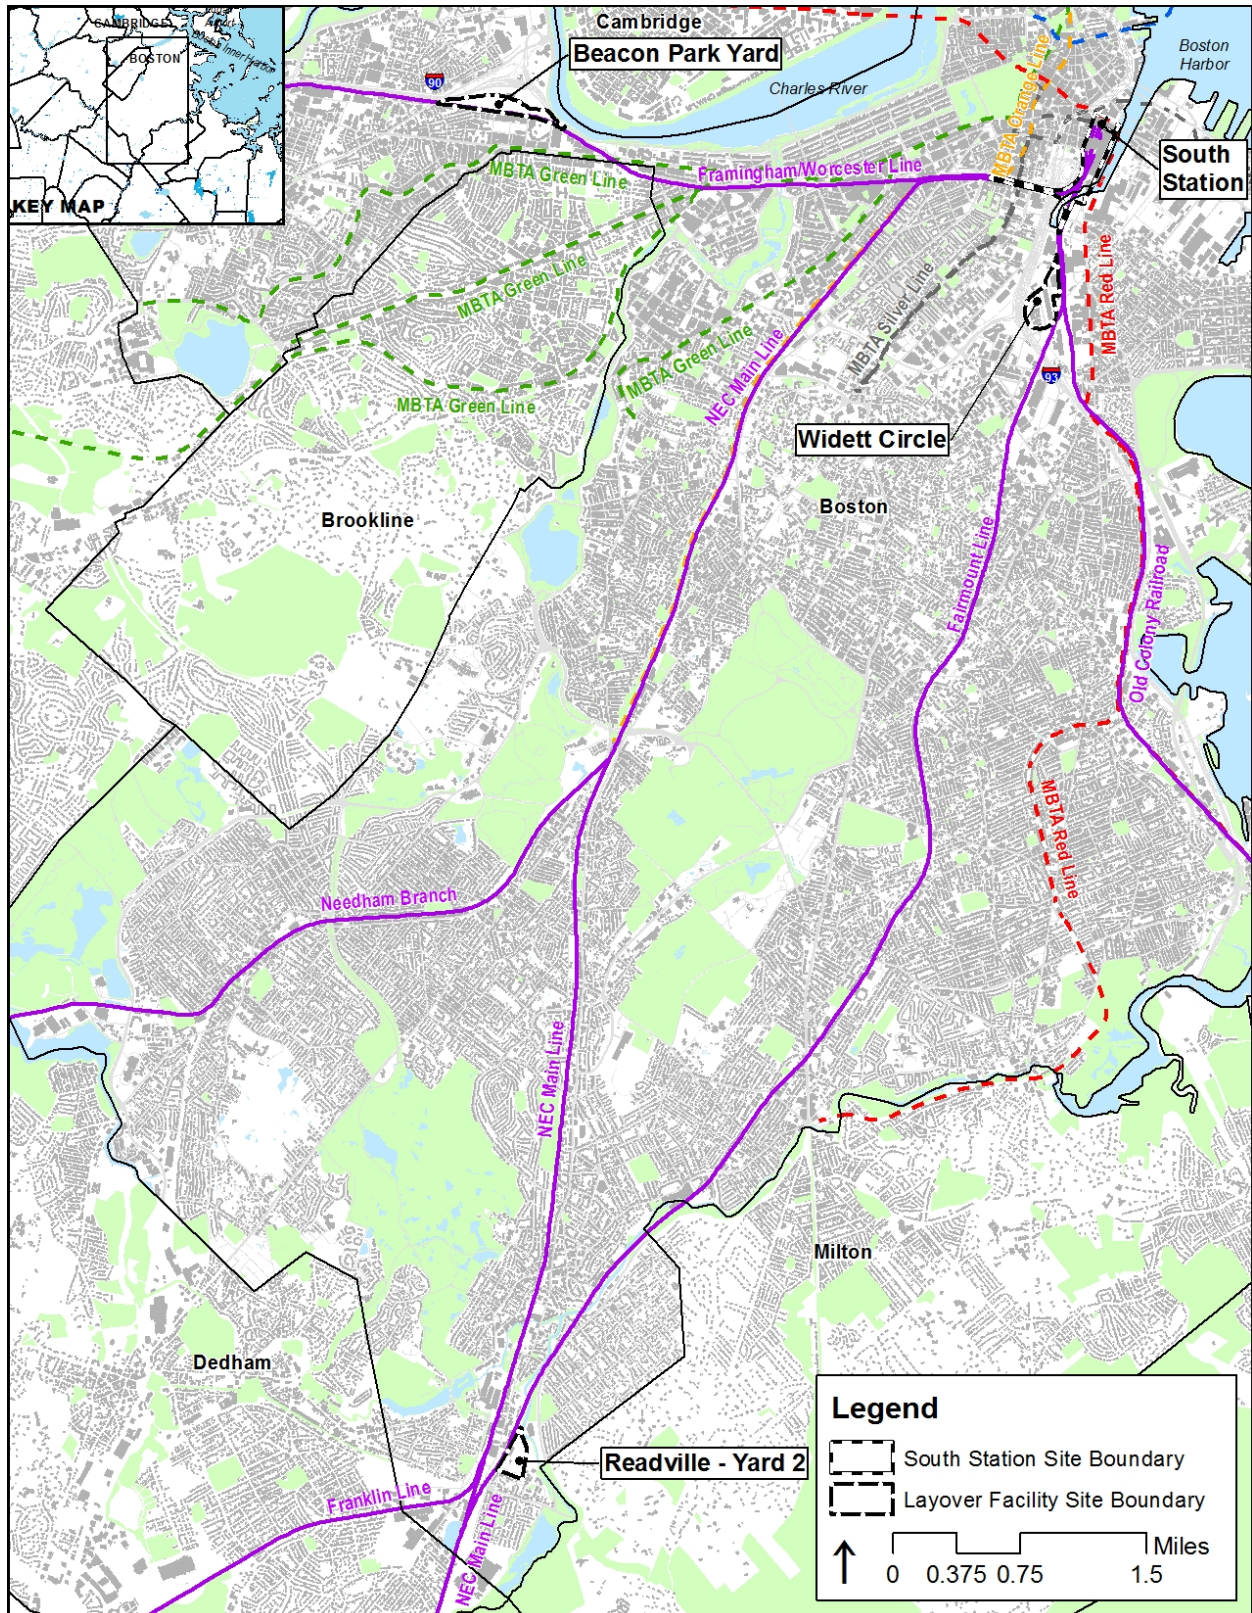 CAMBRIDGE
BOSTON
KEY MAP
Cambridge
Beacon Park Yard
90
Charles River
Boston
Harbor
MBTA Orange Line
South
Station
MBTA Green Line
Framingham/Worcester Line
MBTA Green Line
MBTA Green Line
MBTA Green Line
NEC Main Line
MBTA Silver Line
MBTA Red Line
93
Widett Circle
Brookline
Boston
Fairmount Line
Old Colony Railroad
MBTA Red Line
Needham Branch
NEC Main Line
Milton
Dedham
Readville - Yard 2
Franklin Line
NEC Main Line
Legend
South Station Site Boundary
Layover Facility Site Boundary
Miles
0 0.375 0.75 1.5